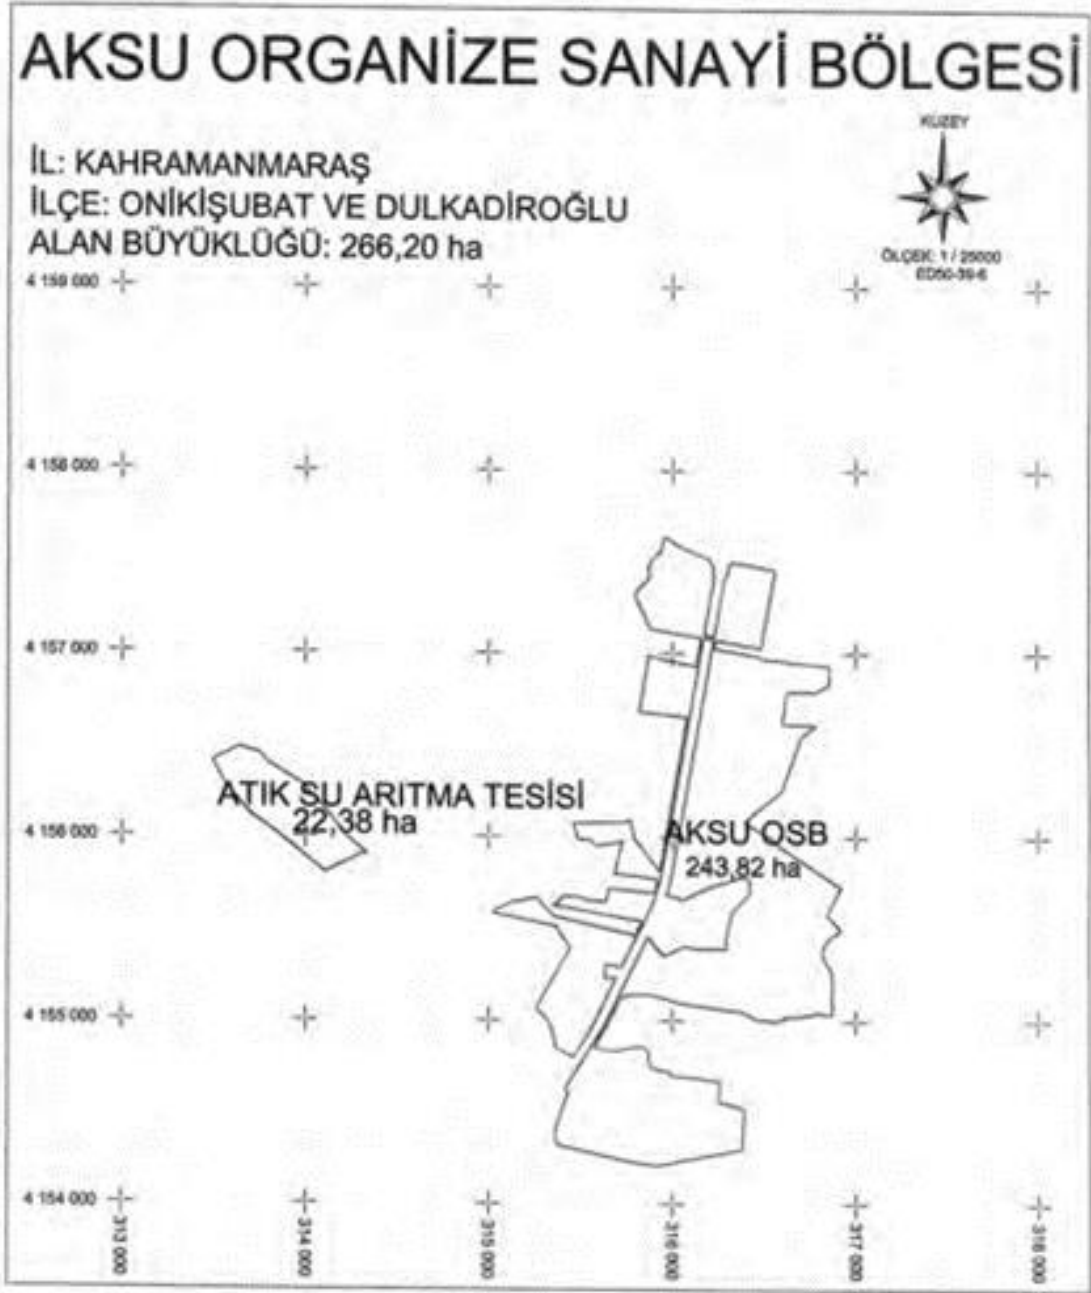 AKSU ORGANİZE SANAYİ BÖLGESİ
KUZEY
İL: KAHRAMANMARAŞ
İLÇE: ONİKİŞUBAT VE DULKADİROĞLU
ALAN BÜYÜKLÜĞÜ: 266,20 ha
ÖLÇEK: 1 / 25000
ED50-39-6
4 159 000
4 158 000
4 157 000
ATIK SU ARITMA TESİSİ
22,38 ha
4 156 000
AKSU OSB
243,82 ha
4 155 000
4 154 000
313 000
314 000
315 000
316 000
317 000
318 000